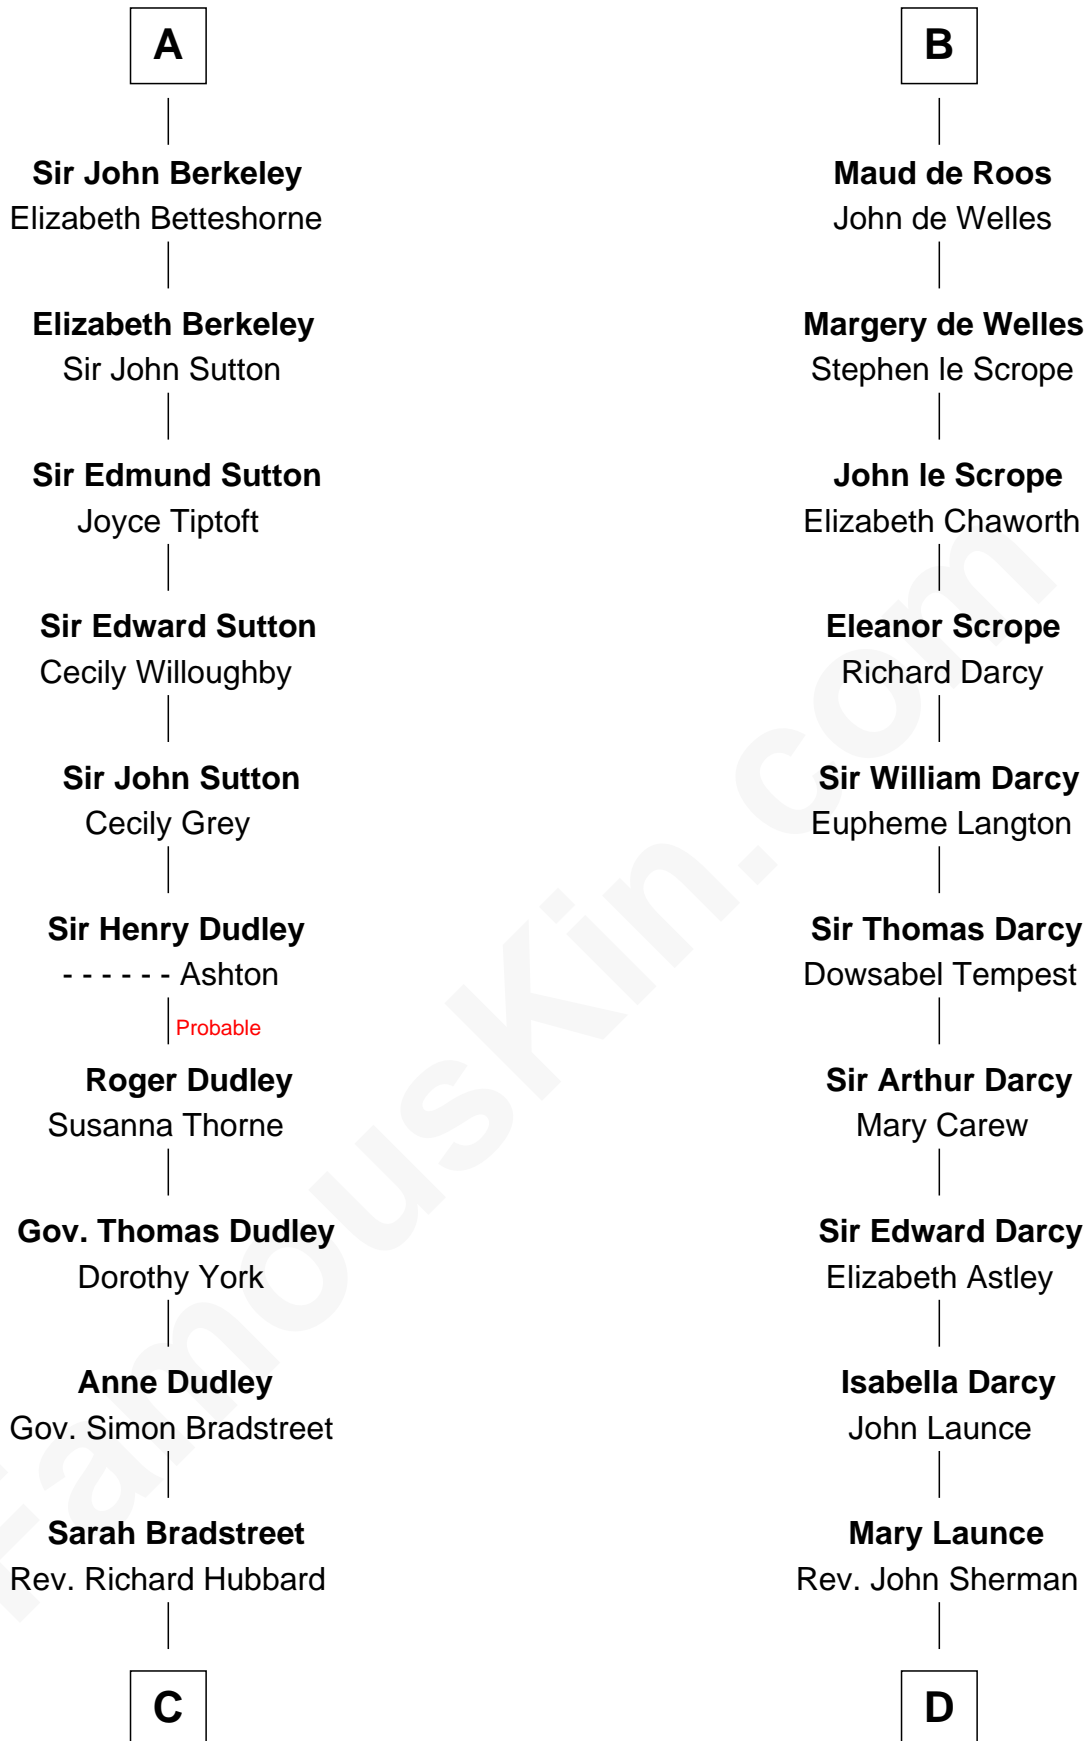 A
Sir John Berkeley
Elizabeth Betteshorne
Elizabeth Berkeley
Sir John Sutton
Sir Edmund Sutton
Joyce Tiptoft
Sir Edward Sutton
Cecily Willoughby
Sir John Sutton
Cecily Grey
Sir Henry Dudley
- - - - - - Ashton
Probable
Roger Dudley
Susanna Thorne
Gov. Thomas Dudley
Dorothy York
Anne Dudley
Gov. Simon Bradstreet
Sarah Bradstreet
Rev. Richard Hubbard
C
B
Maud de Roos
John de Welles
Margery de Welles
Stephen le Scrope
John le Scrope
Elizabeth Chaworth
Eleanor Scrope
Richard Darcy
Sir William Darcy
Eupheme Langton
Sir Thomas Darcy
Dowsabel Tempest
Sir Arthur Darcy
Mary Carew
Sir Edward Darcy
Elizabeth Astley
Isabella Darcy
John Launce
Mary Launce
Rev. John Sherman
D
FamousKin.com